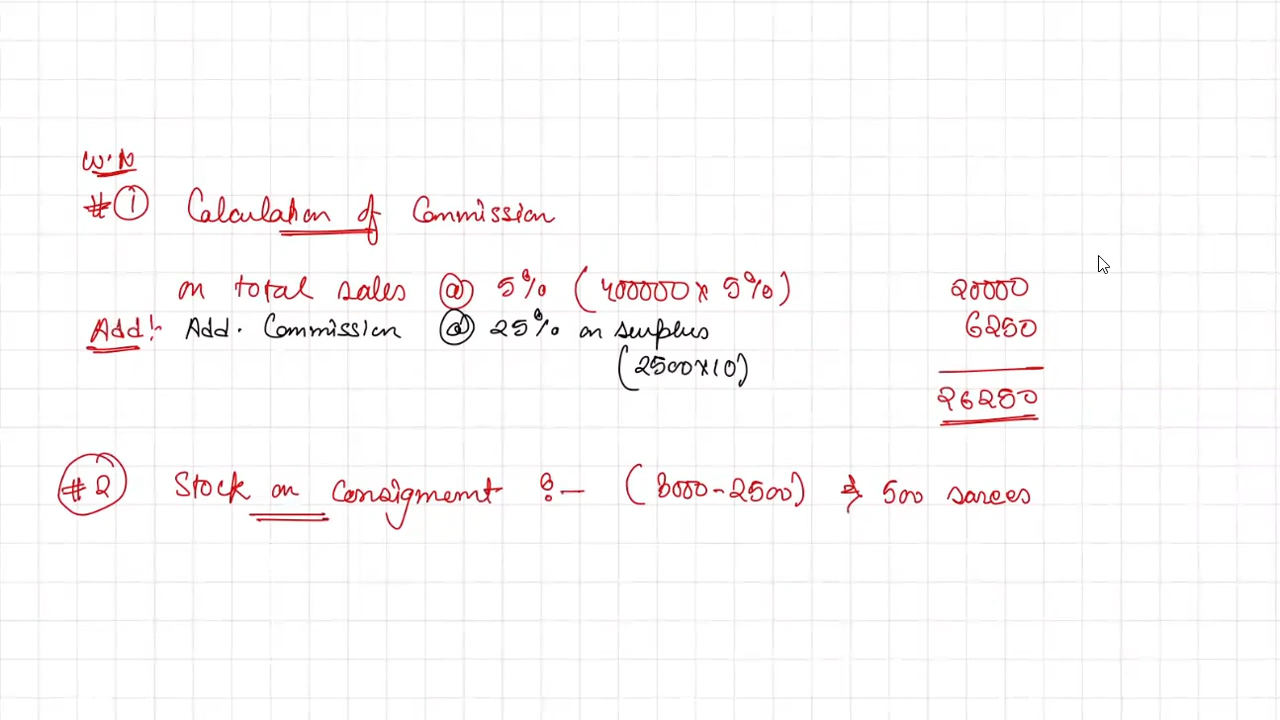 W.N
#1 Calculation of Commission
on total sales @ 5% (400000 x 5%) 20000
Add:- Add. Commission @ 25% on surplus 6250
(2500x10)
26250
#2 Stock on Consignment :- (3000-2500) → 500 sarees